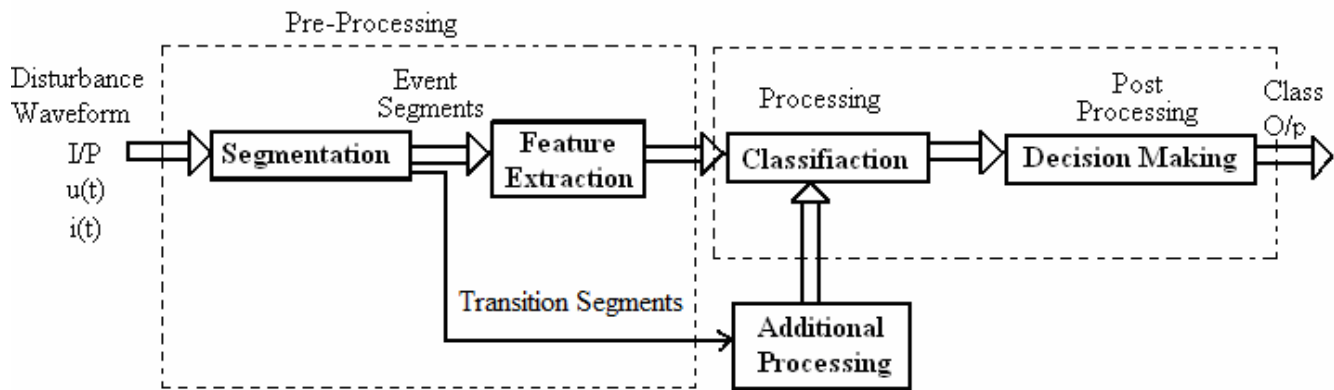 Pre-Processing
Disturbance
Waveform
I/P
u(t)
i(t)
Segmentation
Event
Segments
Feature
Extraction
Transition Segments
Processing
Classifiaction
Additional
Processing
Post
Processing
Decision Making
Class
O/p